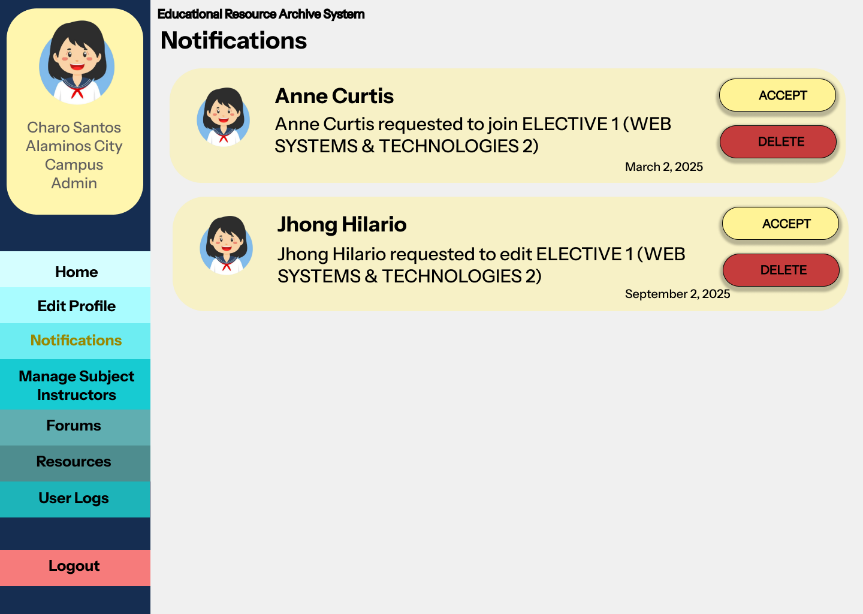 Educational Resource Archive System
Notifications
Charo Santos
Alaminos City
Campus
Admin
Home
Edit Profile
Notifications
Manage Subject
Instructors
Forums
Resources
User Logs
Logout
Anne Curtis
Anne Curtis requested to join ELECTIVE 1 (WEB
SYSTEMS & TECHNOLOGIES 2)
March 2, 2025
ACCEPT
DELETE
Jhong Hilario
Jhong Hilario requested to edit ELECTIVE 1 (WEB
SYSTEMS & TECHNOLOGIES 2)
September 2, 2025
ACCEPT
DELETE